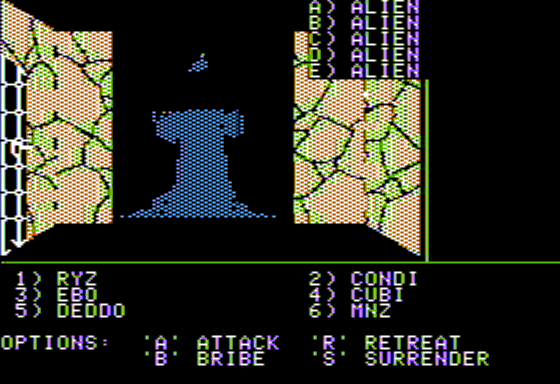 A) ALIEN
B) ALIEN
C) ALIEN
D) ALIEN
E) ALIEN
1) RYZ 2) CONDI
3) EBO 4) CUBI
5) DEDDO 6) MNZ
OPTIONS: 'A' ATTACK 'R' RETREAT
'B' BRIBE 'S' SURRENDER